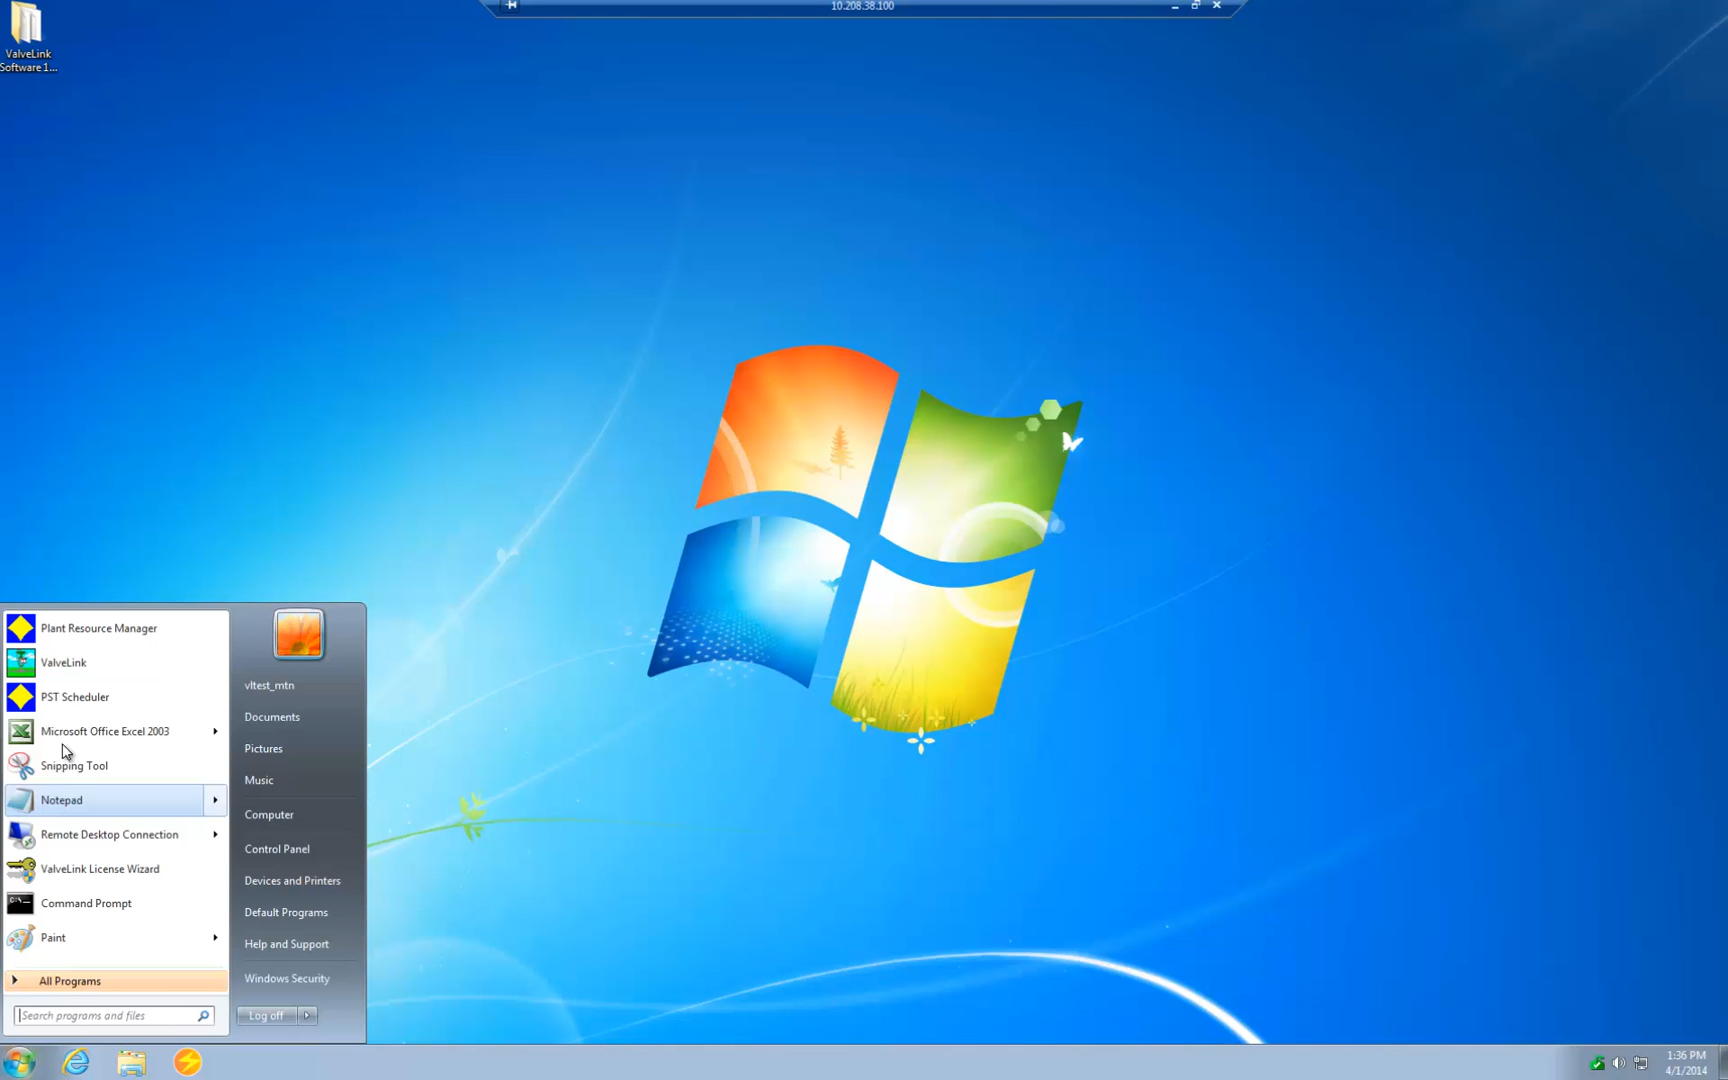 10.208.38.100
ValveLink
Software 1...
Plant Resource Manager
ValveLink
PST Scheduler
Microsoft Office Excel 2003
Snipping Tool
Notepad
Remote Desktop Connection
ValveLink License Wizard
Command Prompt
Paint
All Programs
Search programs and files
vltest_mtn
Documents
Pictures
Music
Computer
Control Panel
Devices and Printers
Default Programs
Help and Support
Windows Security
Log off
1:36 PM
4/1/2014